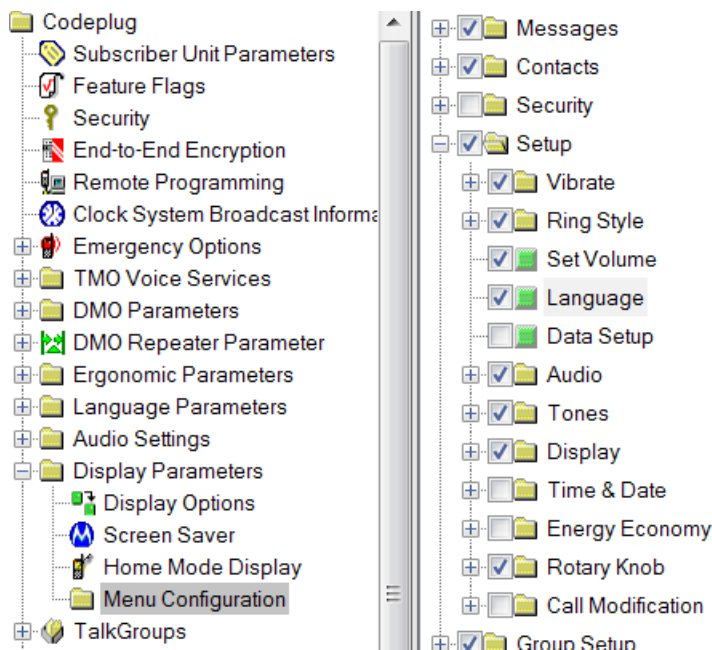 Codeplug
Subscriber Unit Parameters
Feature Flags
Security
End-to-End Encryption
Remote Programming
Clock System Broadcast Informa
Emergency Options
TMO Voice Services
DMO Parameters
DMO Repeater Parameter
Ergonomic Parameters
Language Parameters
Audio Settings
Display Parameters
Display Options
Screen Saver
Home Mode Display
Menu Configuration
TalkGroups
Messages
Contacts
Security
Setup
Vibrate
Ring Style
Set Volume
Language
Data Setup
Audio
Tones
Display
Time & Date
Energy Economy
Rotary Knob
Call Modification
Group Setup